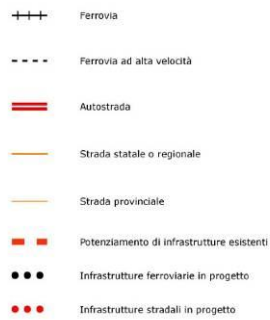 Ferrovia
Ferrovia ad alta velocità
Autostrada
Strada statale o regionale
Strada provinciale
Potenziamento di infrastrutture esistenti
Infrastrutture ferroviarie in progetto
Infrastrutture stradali in progetto